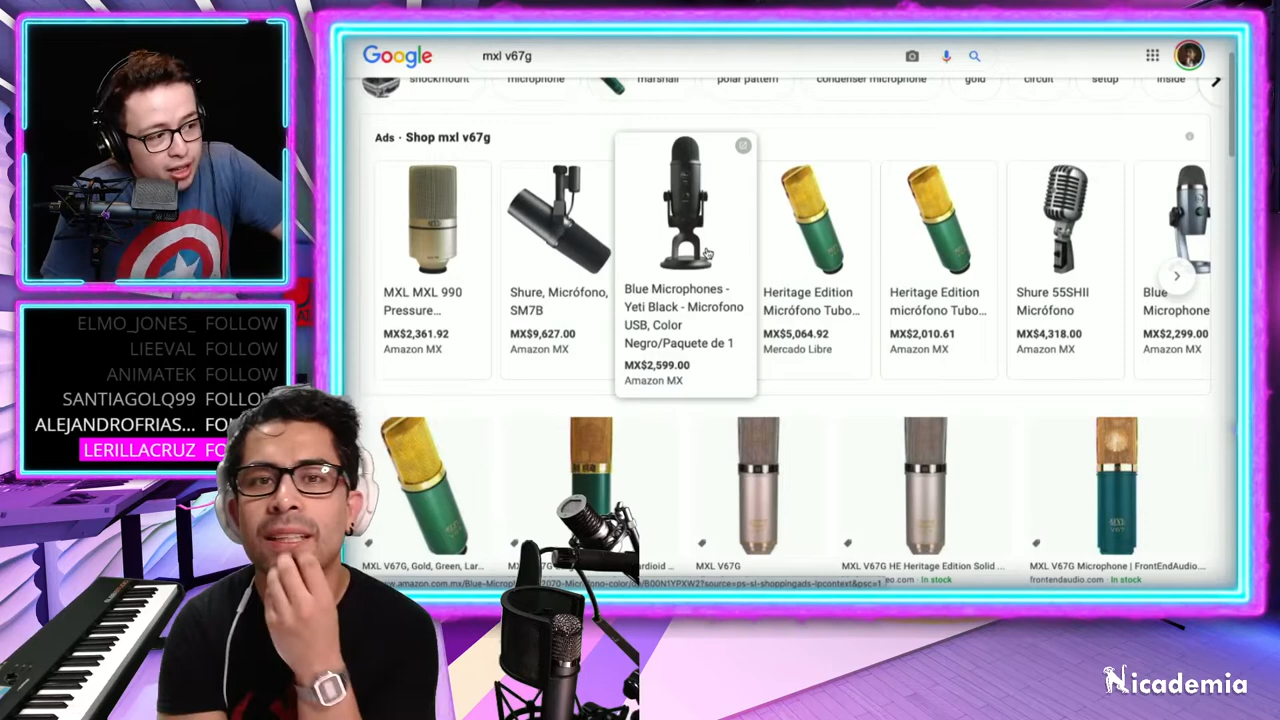 Google
mxl v67g
shockmount microphone marshall polar pattern condenser microphone gold circuit setup inside
Ads · Shop mxl v67g
MXL MXL 990
Pressure...
MX$2,361.92
Amazon MX
Shure, Micrófono,
SM7B
MX$9,627.00
Amazon MX
Blue Microphones -
Yeti Black - Microfono
USB, Color
Negro/Paquete de 1
MX$2,599.00
Amazon MX
Heritage Edition
Micrófono Tubo...
MX$5,064.92
Mercado Libre
Heritage Edition
micrófono Tubo...
MX$2,010.61
Amazon MX
Shure 55SHII
Micrófono
MX$4,318.00
Amazon MX
Blue
Microphone
MX$2,299.00
Amazon MX
MXL V67G, Gold, Green, Lar...
MXL V67G
MXL V67G HE Heritage Edition Solid ...
eo.com · In stock
MXL V67G Microphone | FrontEndAudio...
frontendaudio.com · In stock
ELMO_JONES_ FOLLOW
LIEEVAL FOLLOW
ANIMATEK FOLLOW
SANTIAGOLQ99 FOLLO
ALEJANDROFRIAS... FO
LERILLACRUZ FO
Nicademia